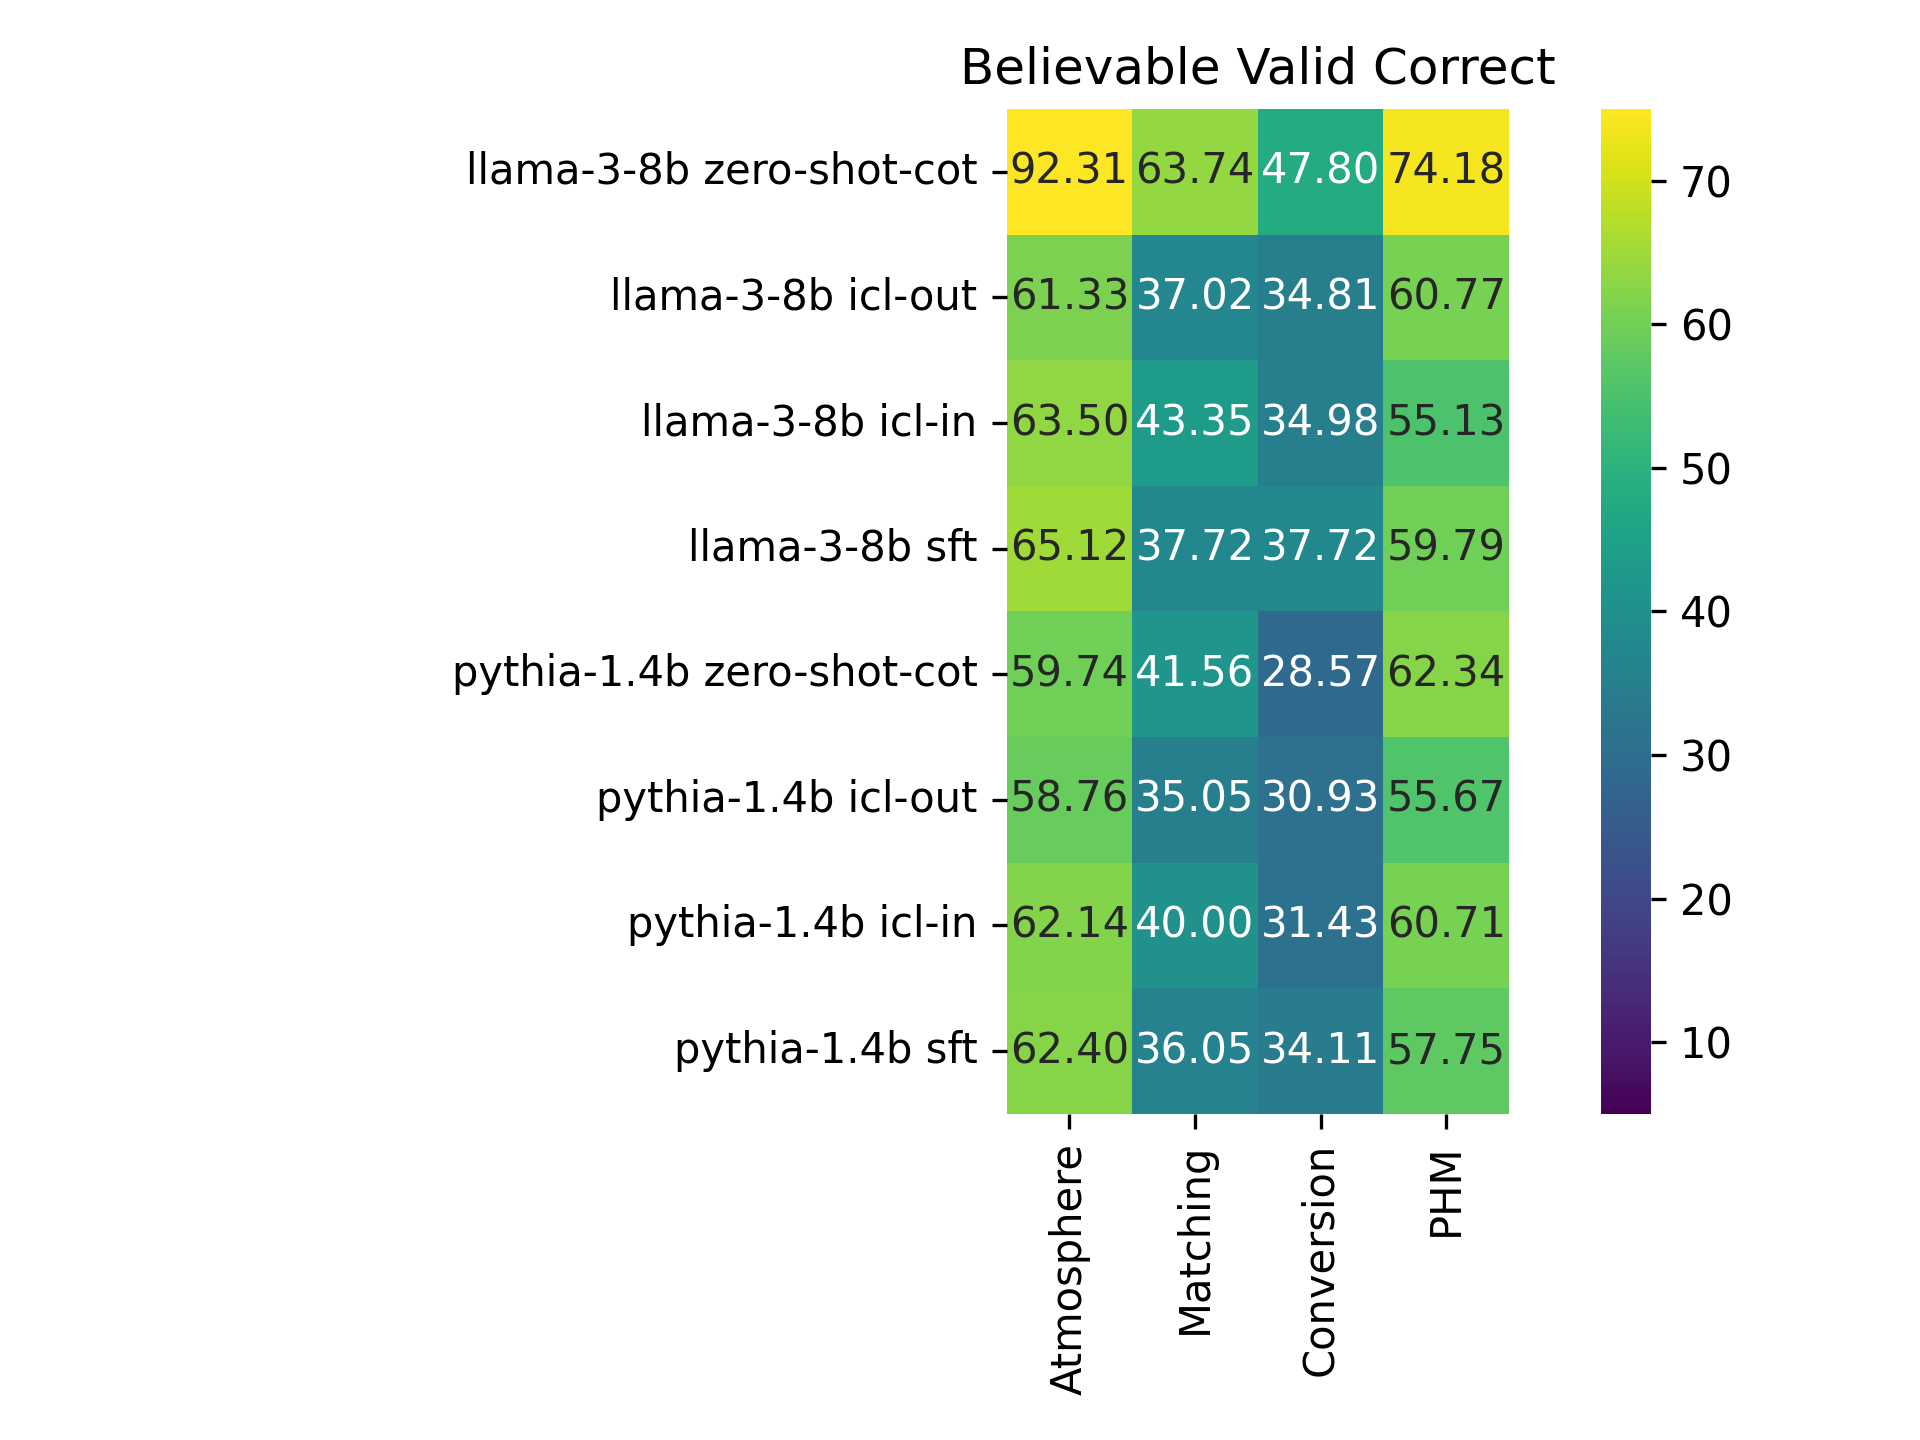 Believable Valid Correct
llama-3-8b zero-shot-cot 92.31 63.74 47.80 74.18
llama-3-8b icl-out 61.33 37.02 34.81 60.77
llama-3-8b icl-in 63.50 43.35 34.98 55.13
llama-3-8b sft 65.12 37.72 37.72 59.79
pythia-1.4b zero-shot-cot 59.74 41.56 28.57 62.34
pythia-1.4b icl-out 58.76 35.05 30.93 55.67
pythia-1.4b icl-in 62.14 40.00 31.43 60.71
pythia-1.4b sft 62.40 36.05 34.11 57.75
Atmosphere
Matching
Conversion
PHM
70
60
50
40
30
20
10